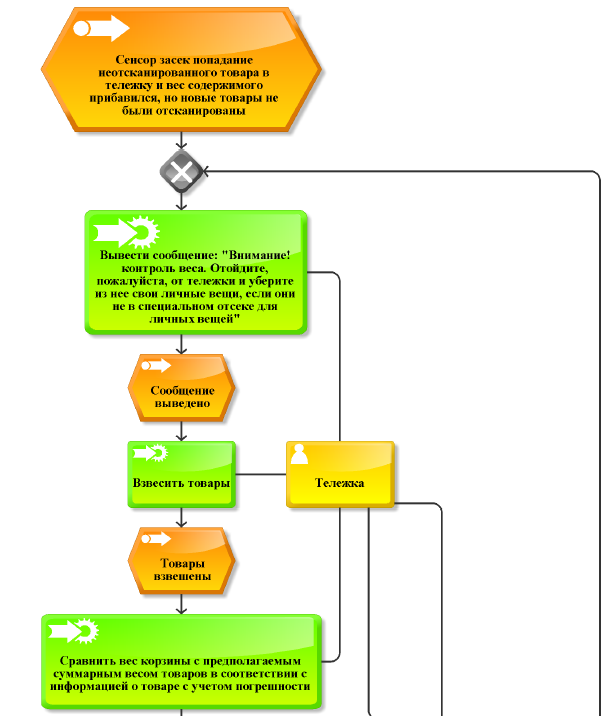 Сенсор засек попадание
неотсканированного товара в
тележку и вес содержимого
прибавился, но новые товары не
были отсканированы
Вывести сообщение: "Внимание!
контроль веса. Отойдите,
пожалуйста, от тележки и уберите
из нее свои личные вещи, если они
не в специальном отсеке для
личных вещей"
Сообщение
выведено
Взвесить товары
Тележка
Товары
взвешены
Сравнить вес корзины с предполагаемым
суммарным весом товаров в соответствии с
информацией о товаре с учетом погрешности